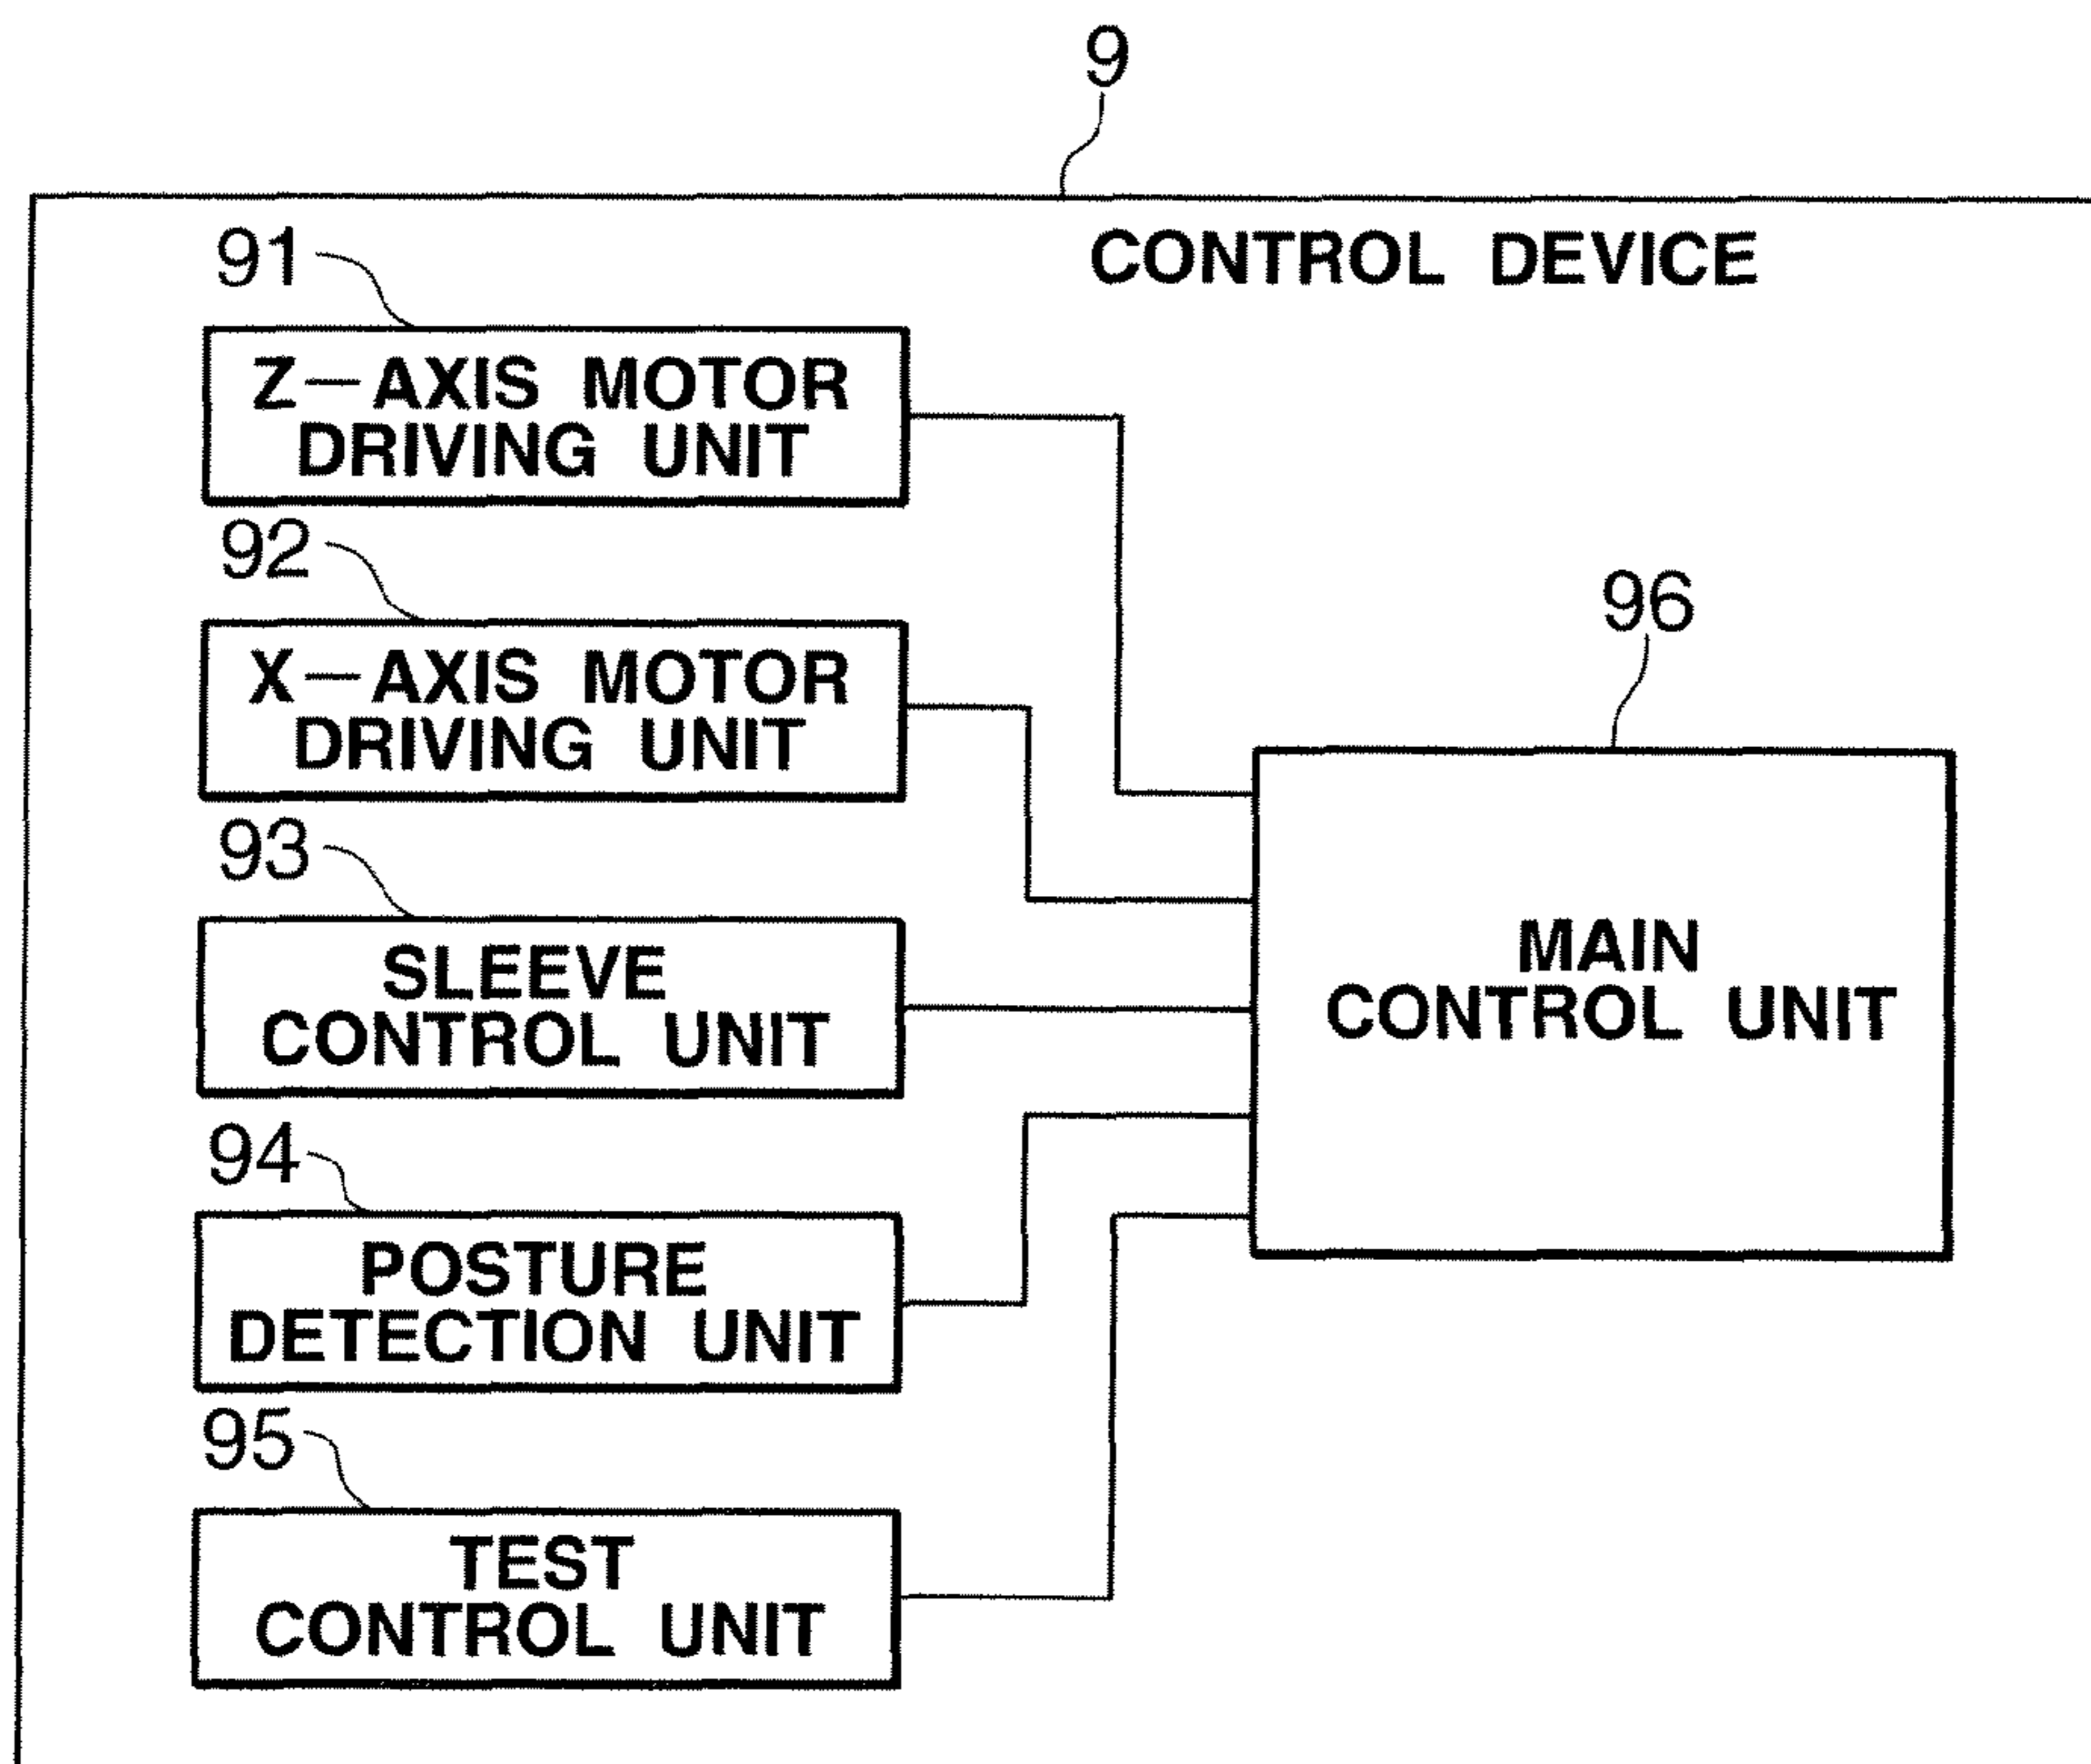 9
CONTROL DEVICE
91
Z-AXIS MOTOR
DRIVING UNIT
92
X-AXIS MOTOR
DRIVING UNIT
93
SLEEVE
CONTROL UNIT
94
POSTURE
DETECTION UNIT
95
TEST
CONTROL UNIT
96
MAIN
CONTROL UNIT